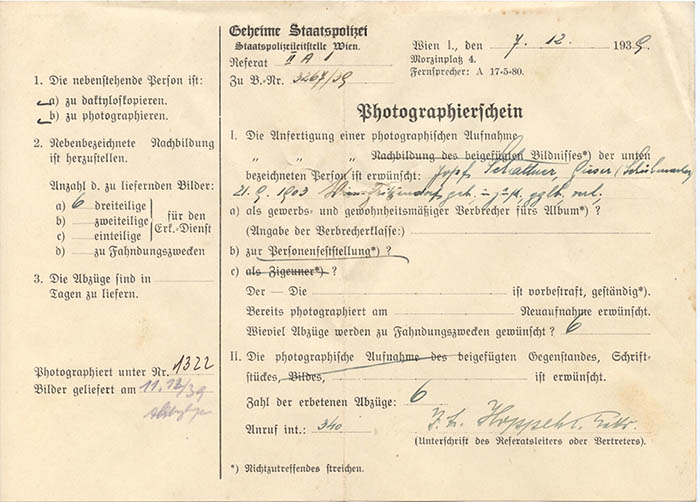 1. Die nebenstehende Person ist:
a) zu daktyloskopieren.
b) zu photographieren.
2. Nebenbezeichnete Nachbildung
ist herzustellen.
Anzahl d. zu liefernden Bilder:
a) 6 dreiteilige
b) zweiteilige
c) einteilige
für den
Erk.-Dienst
d) zu Fahndungszwecken
3. Die Abzüge sind in
Tagen zu liefern.
Photographiert unter Nr. 1322
Bilder geliefert am 11.12/39
Geheime Staatspolizei
Staatspolizeileitstelle Wien.
Referat II A 1
Zu B.-Nr. 3267/39
Wien I., den 7. 12. 1939.
Morzinplatz 4.
Fernsprecher: A 17-5-80.
Photographierschein
I. Die Anfertigung einer photographischen Aufnahme
„ „ „ Nachbildung des beigefügten Bildnisses*) der unten
bezeichneten Person ist erwünscht: Josef Schattner,
21.9.1903 Wien geb.
a) als gewerbs- und gewohnheitsmäßiger Verbrecher fürs Album*) ?
(Angabe der Verbrecherklasse:)
b) zur Personenfeststellung*) ?
c) als Zigeuner*) ?
Der — Die ist vorbestraft, geständig*).
Bereits photographiert am Neuaufnahme erwünscht.
Wieviel Abzüge werden zu Fahndungszwecken gewünscht ? 6
II. Die photographische Aufnahme des beigefügten Gegenstandes, Schrift-
stückes, Bildes, ist erwünscht.
Zahl der erbetenen Abzüge: 6
Anruf int.: 340
(Unterschrift des Referatsleiters oder Vertreters).
*) Nichtzutreffendes streichen.